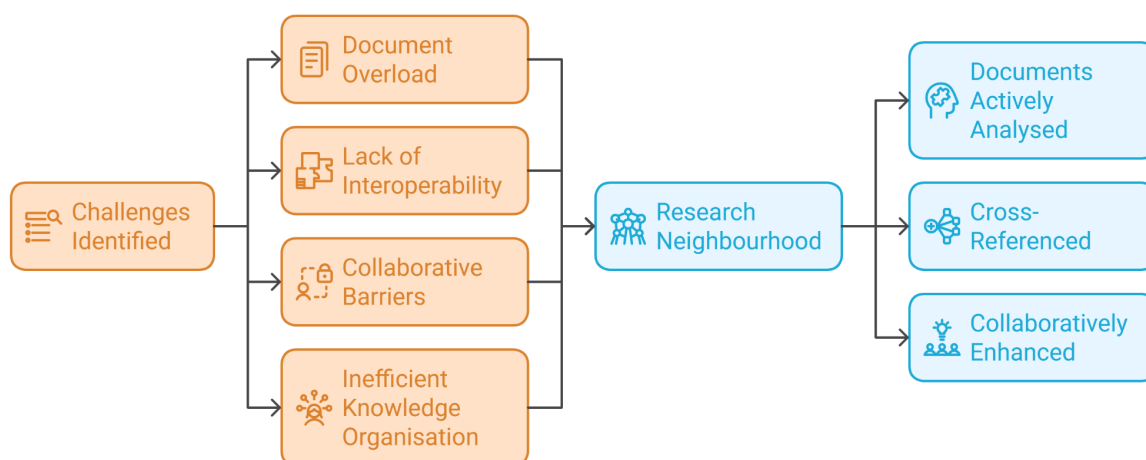 Challenges
Identified
Document
Overload
Lack of
Interoperability
Collaborative
Barriers
Inefficient
Knowledge
Organisation
Research
Neighbourhood
Documents
Actively
Analysed
Cross-
Referenced
Collaboratively
Enhanced